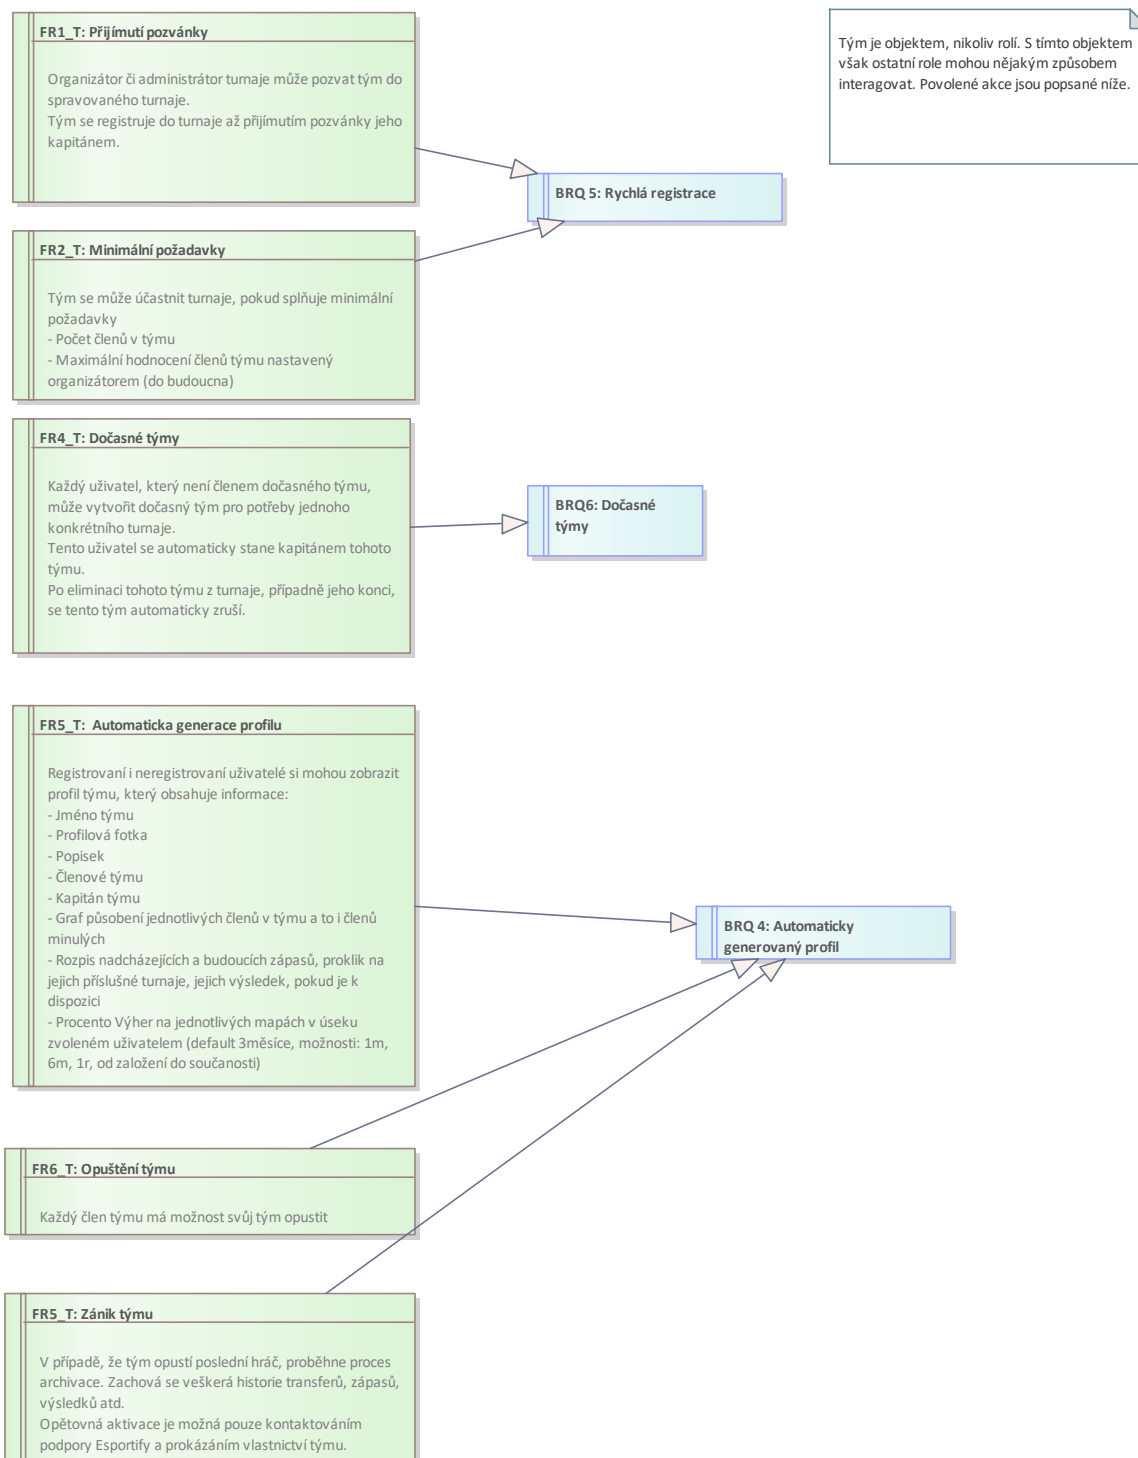 FR1_T: Přijímutí pozvánky
Organizátor či administrátor turnaje může pozvat tým do
spravovaného turnaje.
Tým se registruje do turnaje až přijímutím pozvánky jeho
kapitánem.
Tým je objektem, nikoliv rolí. S tímto objektem
však ostatní role mohou nějakým způsobem
interagovat. Povolené akce jsou popsané níže.
BRQ 5: Rychlá registrace
FR2_T: Minimální požadavky
Tým se může účastnit turnaje, pokud splňuje minimální
požadavky
- Počet členů v týmu
- Maximální hodnocení členů týmu nastavený
organizátorem (do budoucna)
FR4_T: Dočasné týmy
Každý uživatel, který není členem dočasného týmu,
může vytvořit dočasný tým pro potřeby jednoho
konkrétního turnaje.
Tento uživatel se automaticky stane kapitánem tohoto
týmu.
Po eliminaci tohoto týmu z turnaje, případně jeho konci,
se tento tým automaticky zruší.
BRQ6: Dočasné
týmy
FR5_T:  Automaticka generace profilu
Registrovaní i neregistrovaní uživatelé si mohou zobrazit
profil týmu, který obsahuje informace:
- Jméno týmu
- Profilová fotka
- Popisek
- Členové týmu
- Kapitán týmu
- Graf působení jednotlivých členů v týmu a to i členů
minulých
- Rozpis nadcházejících a budoucích zápasů, proklik na
jejich příslušné turnaje, jejich výsledek, pokud je k
dispozici
- Procento Výher na jednotlivých mapách v úseku
zvoleném uživatelem (default 3měsíce, možnosti: 1m,
6m, 1r, od založení do součanosti)
BRQ 4: Automaticky
generovaný profil
FR6_T: Opuštění týmu
Každý člen týmu má možnost svůj tým opustit
FR5_T: Zánik týmu
V případě, že tým opustí poslední hráč, proběhne proces
archivace. Zachová se veškerá historie transferů, zápasů,
výsledků atd.
Opětovná aktivace je možná pouze kontaktováním
podpory Esportify a prokázáním vlastnictví týmu.